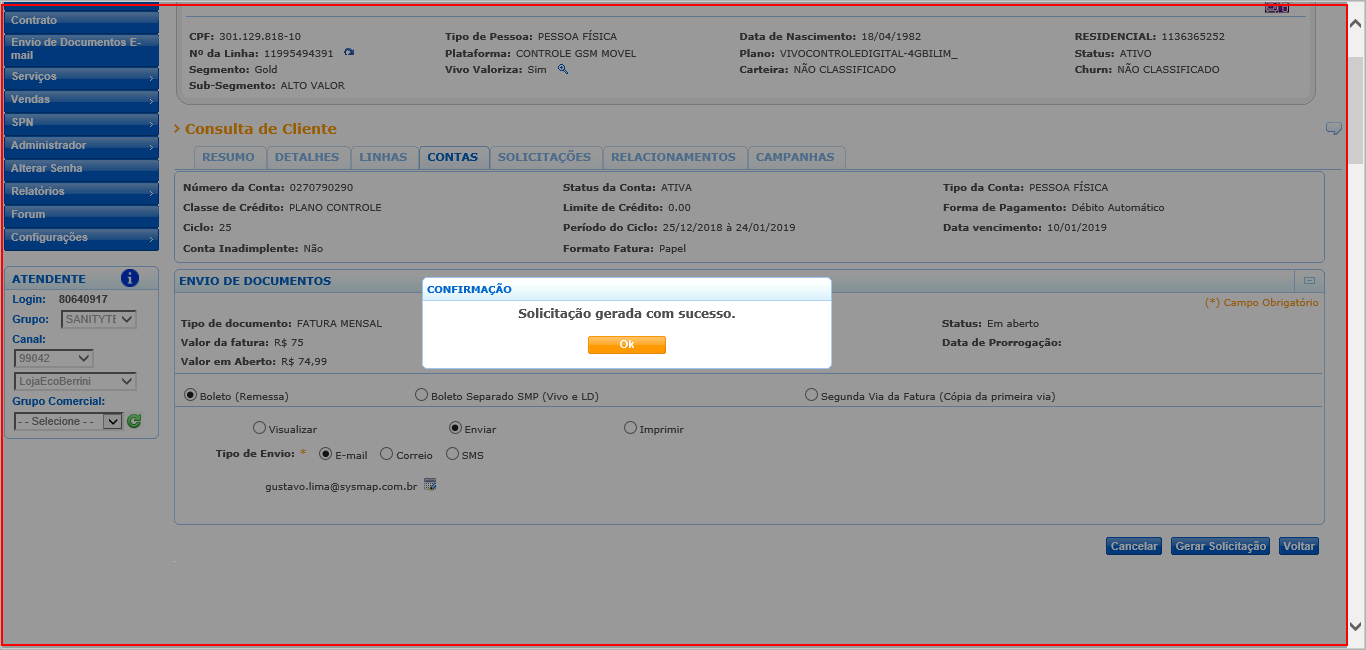 Contrato
Envio de Documentos E-
mail
Serviços
Vendas
SPN
Administrador
Alterar Senha
Relatórios
Forum
Configurações
ATENDENTE
Login: 80640917
Grupo: SANITYTE
Canal:
99042
LojaEcoBerrini
Grupo Comercial:
- - Selecione - -
CPF: 301.129.818-10 Tipo de Pessoa: PESSOA FÍSICA Data de Nascimento: 18/04/1982 RESIDENCIAL: 1136365252
Nº da Linha: 11995494391 Plataforma: CONTROLE GSM MOVEL Plano: VIVOCONTROLEDIGITAL-4GBILIM_ Status: ATIVO
Segmento: Gold Vivo Valoriza: Sim Carteira: NÃO CLASSIFICADO Churn: NÃO CLASSIFICADO
Sub-Segmento: ALTO VALOR
Consulta de Cliente
RESUMO DETALHES LINHAS CONTAS SOLICITAÇÕES RELACIONAMENTOS CAMPANHAS
Número da Conta: 0270790290 Status da Conta: ATIVA Tipo da Conta: PESSOA FÍSICA
Classe de Crédito: PLANO CONTROLE Limite de Crédito: 0.00 Forma de Pagamento: Débito Automático
Ciclo: 25 Período do Ciclo: 25/12/2018 à 24/01/2019 Data vencimento: 10/01/2019
Conta Inadimplente: Não Formato Fatura: Papel
ENVIO DE DOCUMENTOS
(*) Campo Obrigatório
Tipo de documento: FATURA MENSAL Status: Em aberto
Valor da fatura: R$ 75 Data de Prorrogação:
Valor em Aberto: R$ 74,99
CONFIRMAÇÃO
Solicitação gerada com sucesso.
Ok
Boleto (Remessa) Boleto Separado SMP (Vivo e LD) Segunda Via da Fatura (Cópia da primeira via)
Visualizar Enviar Imprimir
Tipo de Envio: * E-mail Correio SMS
gustavo.lima@sysmap.com.br
Cancelar Gerar Solicitação Voltar